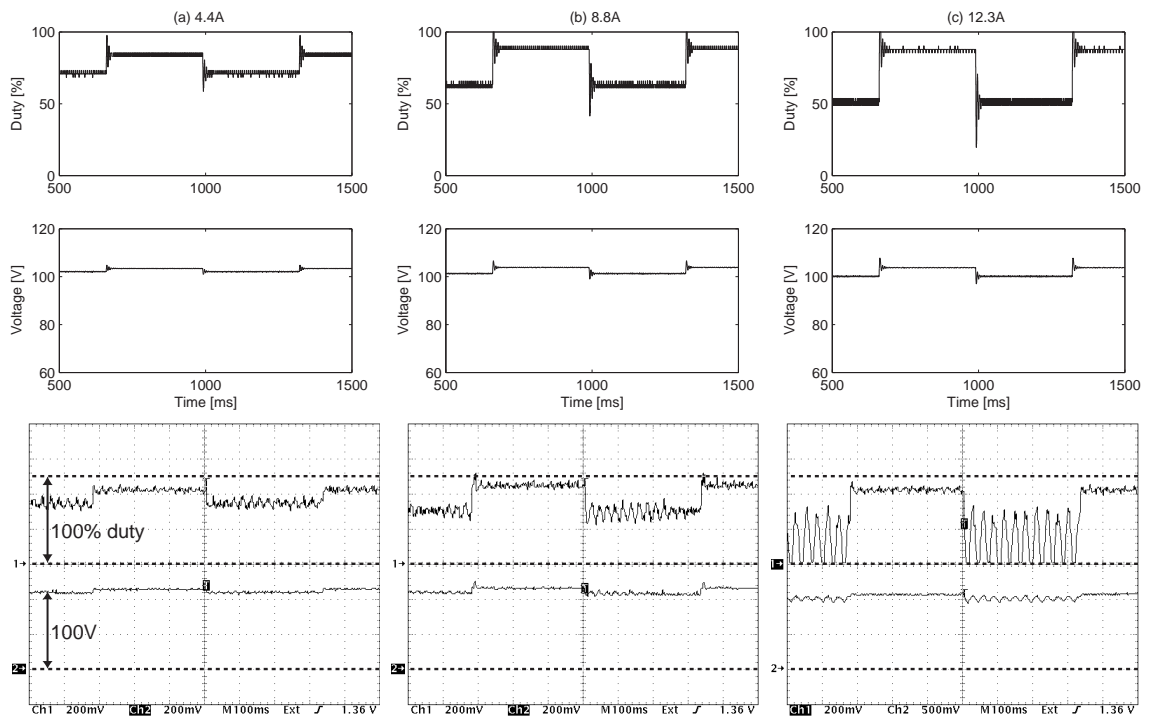 (a) 4.4A
(b) 8.8A
(c) 12.3A
100
50
0
Duty [%]
500
1000
1500
100
50
0
Duty [%]
500
1000
1500
100
50
0
Duty [%]
500
1000
1500
120
100
80
60
Voltage [V]
500
1000
1500
Time [ms]
120
100
80
60
Voltage [V]
500
1000
1500
Time [ms]
120
100
80
60
Voltage [V]
500
1000
1500
Time [ms]
100% duty
1→
100V
2→
Ch1 200mV Ch2 200mV M100ms Ext ƒ 1.36 V
1→
2→
Ch1 200mV Ch2 200mV M100ms Ext ƒ 1.36 V
1→
2→
Ch1 200mV Ch2 500mV M100ms Ext ƒ 1.36 V